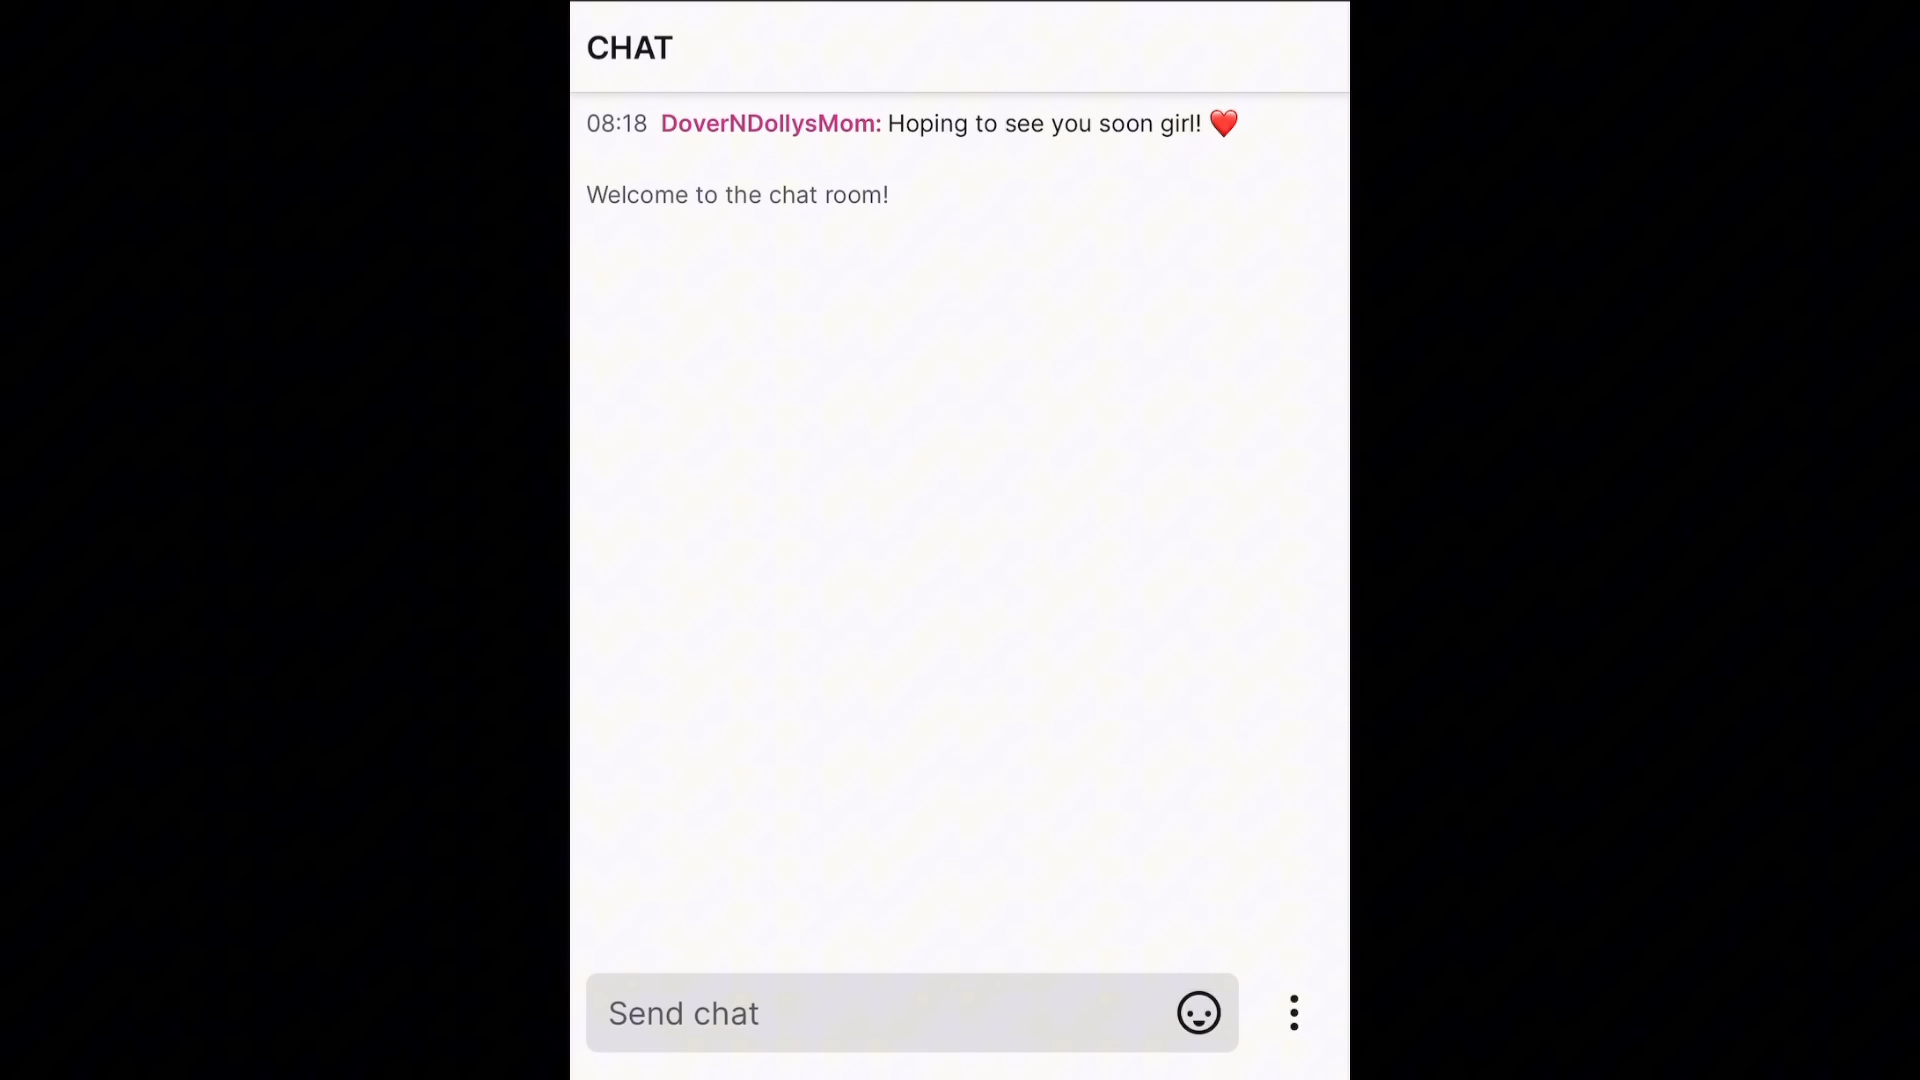 CHAT
08:18 DoverNDollysMom: Hoping to see you soon girl! ❤️
Welcome to the chat room!
Send chat